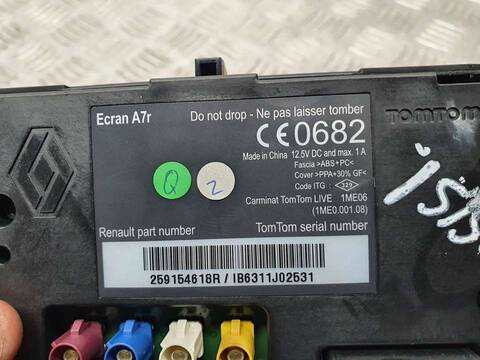 Ecran A7r
Do not drop - Ne pas laisser tomber
CE0682
Made in China 12.5V DC and max. 1 A
Fascia >ABS+PC<
Cover >PPA+30% GF<
Code ITG : 329
Carminat TomTom LIVE 1ME06
(1ME0.001.08)
Q
2
Renault part number
TomTom serial number
259154618R / IB6311J02531
TOMTOM